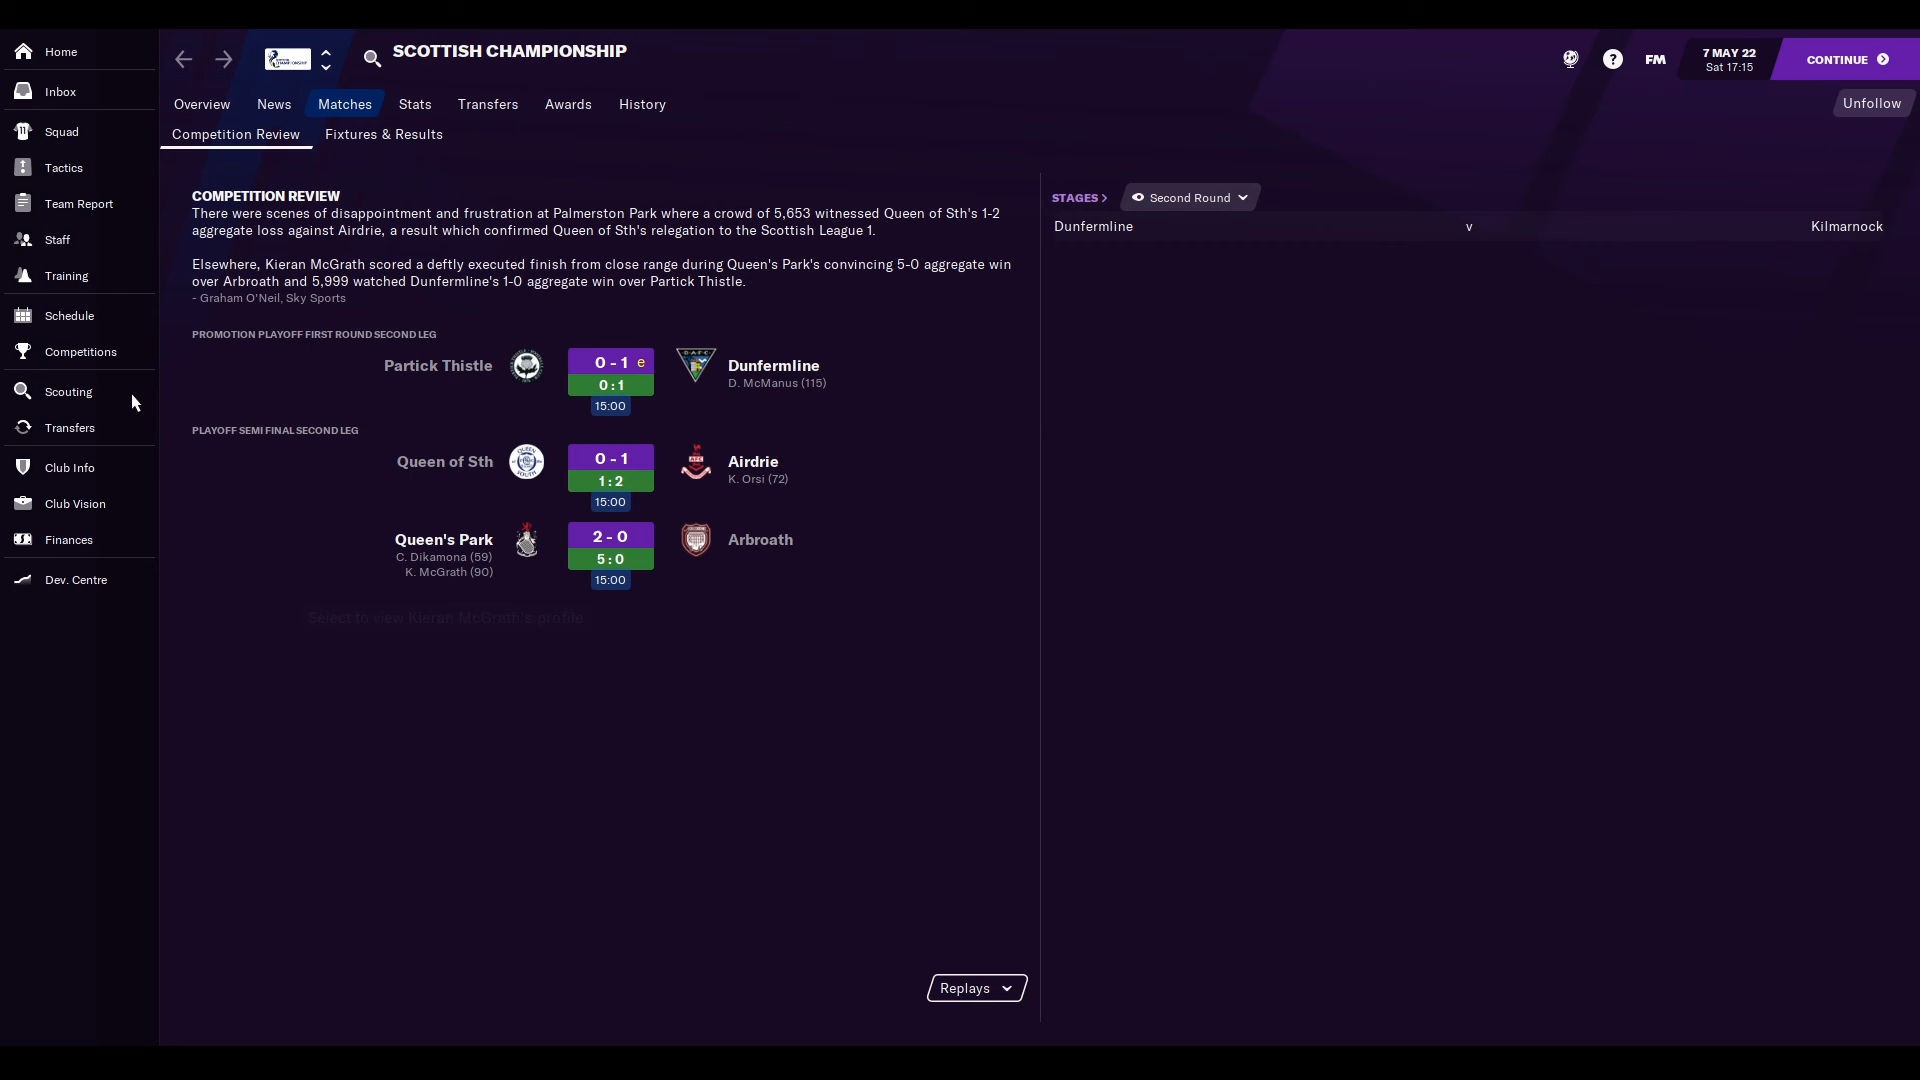 Home
Inbox
Squad
Tactics
Team Report
Staff
Training
Schedule
Competitions
Scouting
Transfers
Club Info
Club Vision
Finances
Dev. Centre
SCOTTISH CHAMPIONSHIP
FM
7 MAY 22
Sat 17:15
CONTINUE
Overview News Matches Stats Transfers Awards History
Unfollow
Competition Review Fixtures & Results
COMPETITION REVIEW
There were scenes of disappointment and frustration at Palmerston Park where a crowd of 5,653 witnessed Queen of Sth's 1-2
aggregate loss against Airdrie, a result which confirmed Queen of Sth's relegation to the Scottish League 1.
Elsewhere, Kieran McGrath scored a deftly executed finish from close range during Queen's Park's convincing 5-0 aggregate win
over Arbroath and 5,999 watched Dunfermline's 1-0 aggregate win over Partick Thistle.
- Graham O'Neil, Sky Sports
PROMOTION PLAYOFF FIRST ROUND SECOND LEG
Partick Thistle 0 - 1 e Dunfermline
0 : 1 D. McManus (115)
15:00
PLAYOFF SEMI FINAL SECOND LEG
Queen of Sth 0 - 1 Airdrie
1 : 2 K. Orsi (72)
15:00
Queen's Park 2 - 0 Arbroath
C. Dikamona (59) 5 : 0
K. McGrath (90) 15:00
Select to view Kieran McGrath's profile
Replays
STAGES > Second Round
Dunfermline v Kilmarnock